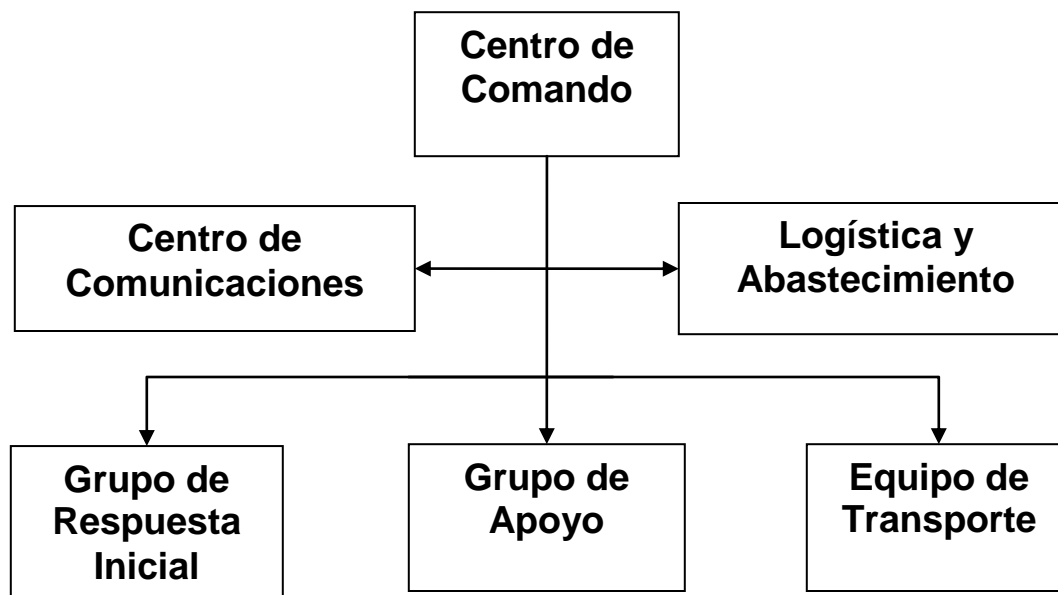 Centro de
Comando
Centro de
Comunicaciones
Logística y
Abastecimiento
Grupo de
Respuesta
Inicial
Grupo de
Apoyo
Equipo de
Transporte